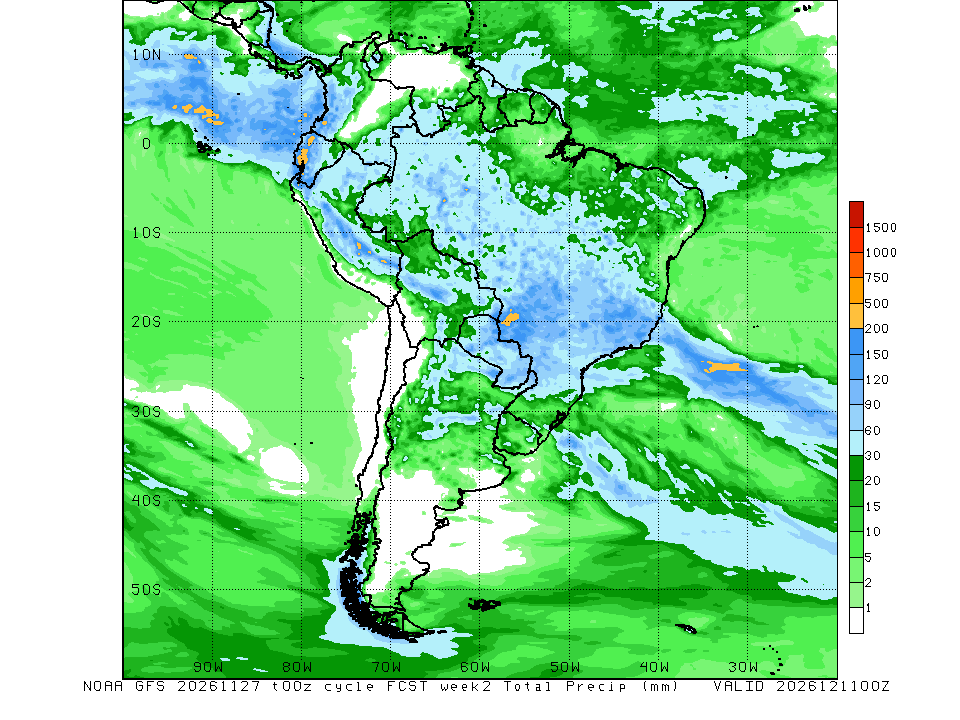 10N
0
10S
20S
30S
40S
50S
90W 80W 70W 60W 50W 40W 30W
1500
1000
750
500
200
150
120
90
60
30
20
15
10
5
2
1
NOAA GFS 20261127 t00z cycle FCST week2 Total Precip (mm) VALID 2026121100Z